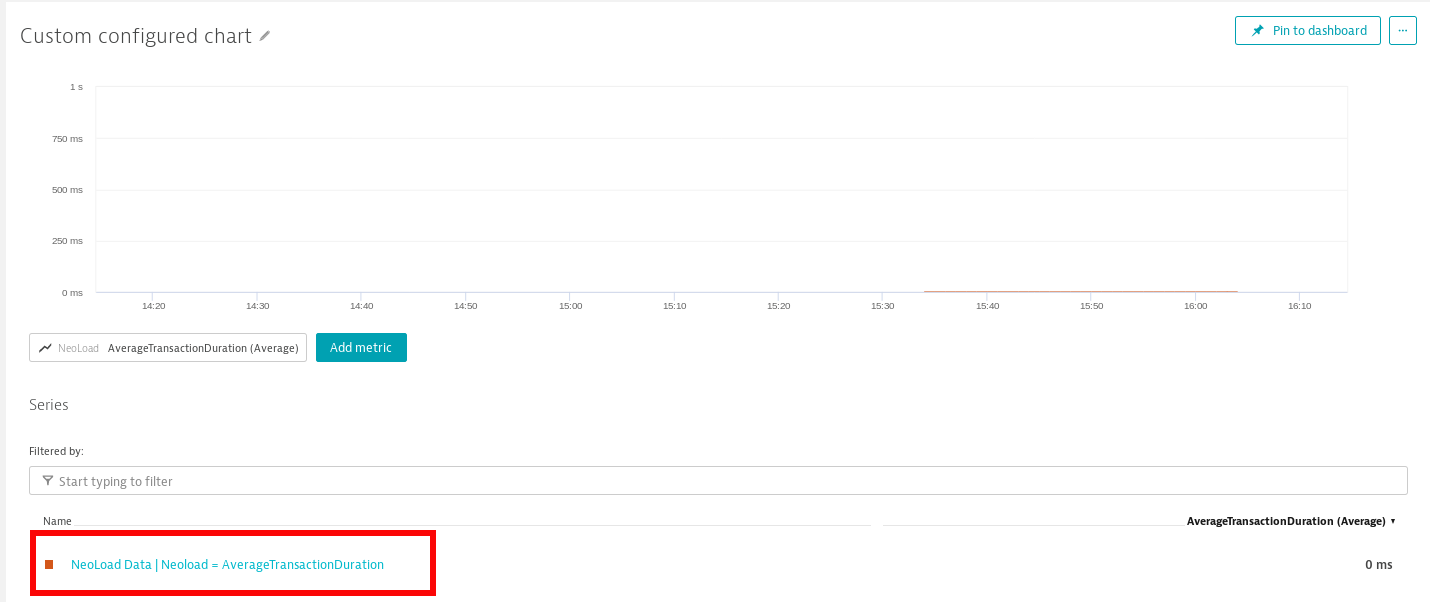 Custom configured chart
Pin to dashboard ...
1 s
750 ms
500 ms
250 ms
0 ms
14:20 14:30 14:40 14:50 15:00 15:10 15:20 15:30 15:40 15:50 16:00 16:10
NeoLoad AverageTransactionDuration (Average) Add metric
Series
Filtered by:
Start typing to filter
Name AverageTransactionDuration (Average) ▾
NeoLoad Data | Neoload = AverageTransactionDuration 0 ms